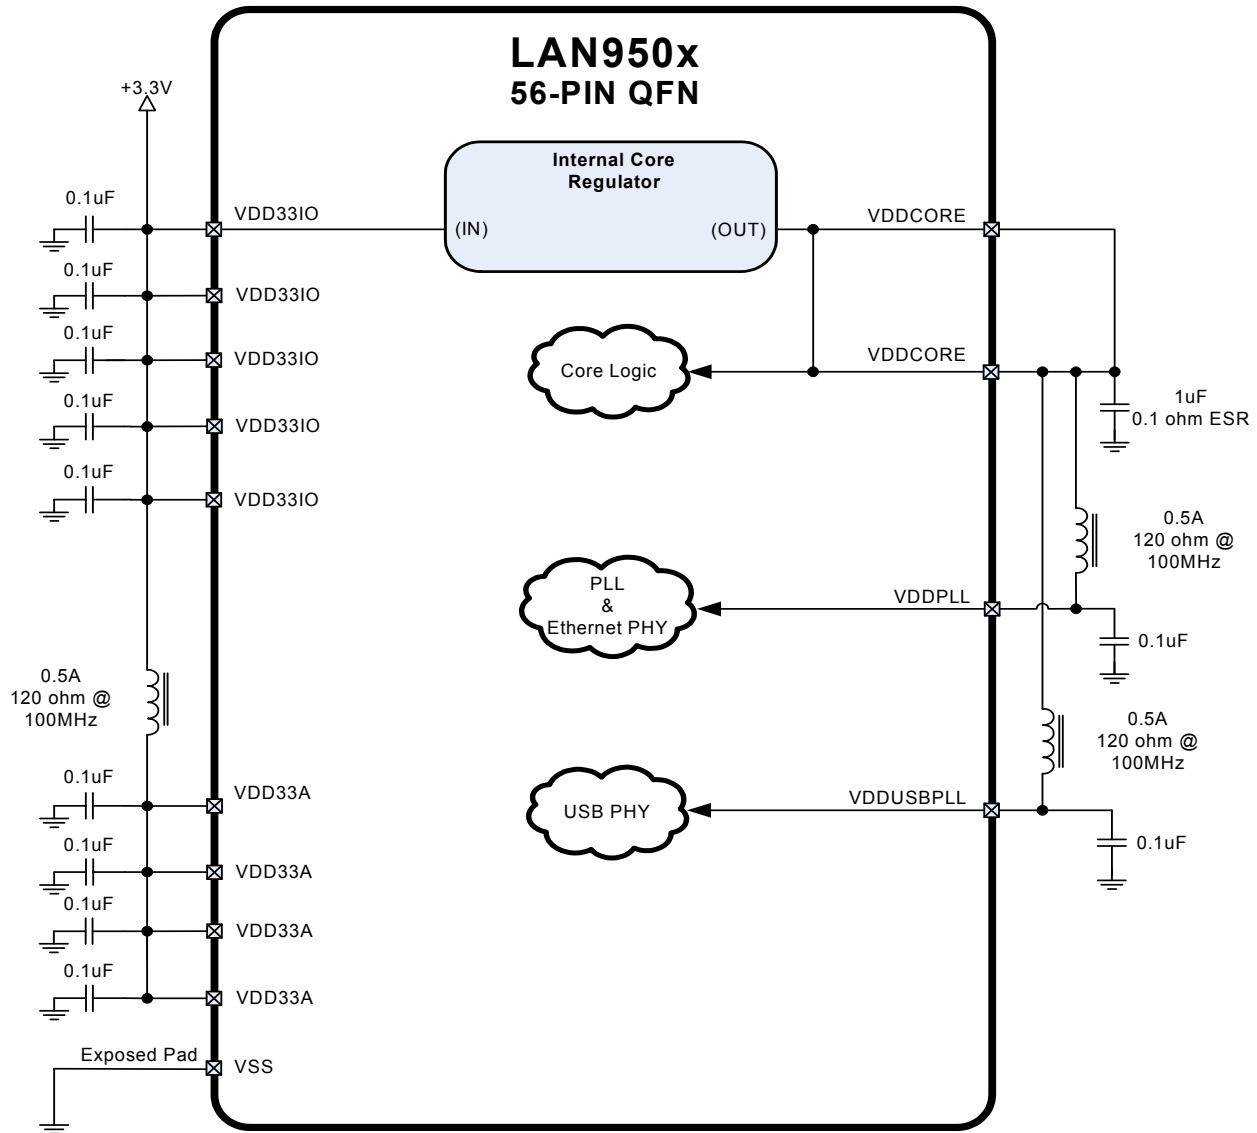 LAN950x
56-PIN QFN
+3.3V
Internal Core
Regulator
(IN)
(OUT)
0.1uF
VDD33IO
VDDCORE
0.1uF
VDD33IO
0.1uF
VDD33IO
Core Logic
VDDCORE
1uF
0.1 ohm ESR
0.1uF
VDD33IO
0.1uF
VDD33IO
0.5A
120 ohm @
100MHz
PLL
&
Ethernet PHY
VDDPLL
0.1uF
0.5A
120 ohm @
100MHz
0.5A
120 ohm @
100MHz
0.1uF
VDD33A
USB PHY
VDDUSBPLL
0.1uF
0.1uF
VDD33A
0.1uF
VDD33A
0.1uF
VDD33A
Exposed Pad
VSS